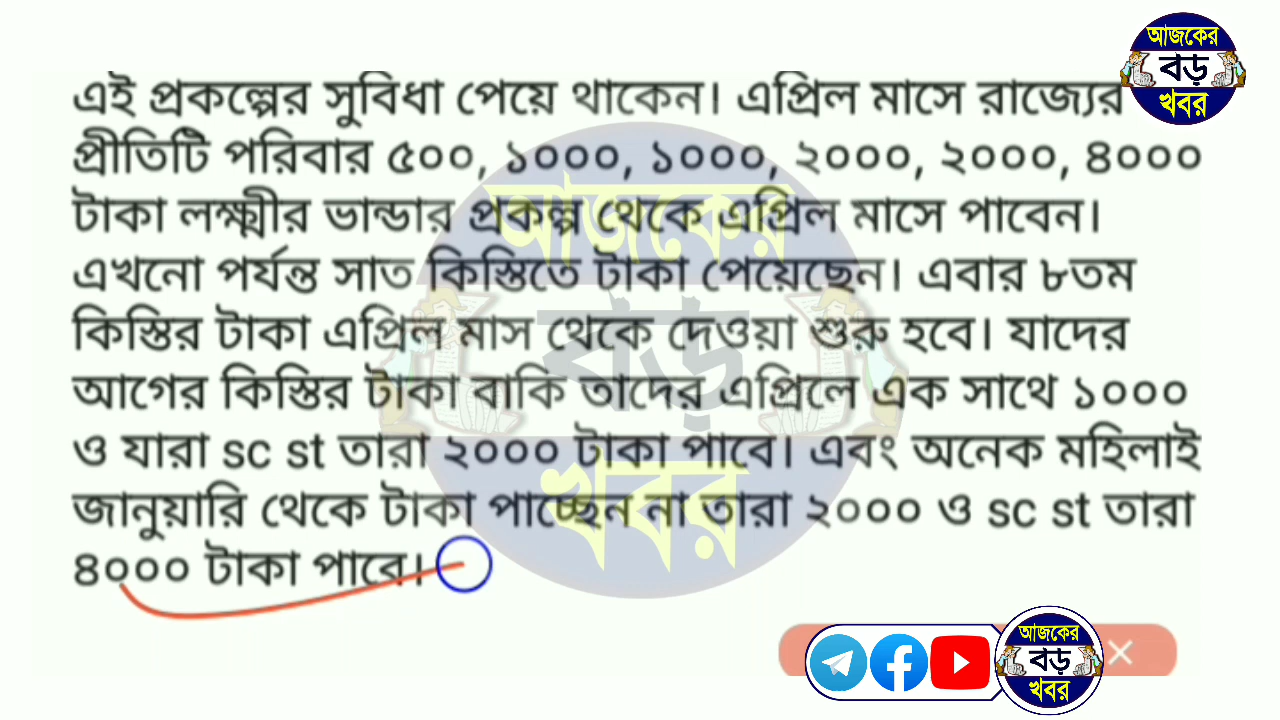 এই প্রকল্পের সুবিধা পেয়ে থাকেন। এপ্রিল মাসে রাজ্যের
প্রীতিটি পরিবার ৫০০, ১০০০, ১০০০, ২০০০, ২০০০, ৪০০০
টাকা লক্ষ্মীর ভান্ডার প্রকল্প থেকে এপ্রিল মাসে পাবেন।
এখনো পর্যন্ত সাত কিস্তিতে টাকা পেয়েছেন। এবার ৮তম
কিস্তির টাকা এপ্রিল মাস থেকে দেওয়া শুরু হবে। যাদের
আগের কিস্তির টাকা বাকি তাদের এপ্রিলে এক সাথে ১০০০
ও যারা sc st তারা ২০০০ টাকা পাবে। এবং অনেক মহিলাই
জানুয়ারি থেকে টাকা পাচ্ছেন না তারা ২০০০ ও sc st তারা
৪০০০ টাকা পাবে।
আজকের
বড়
খবর
আজকের
বড়
খবর
আজকের
বড়
খবর